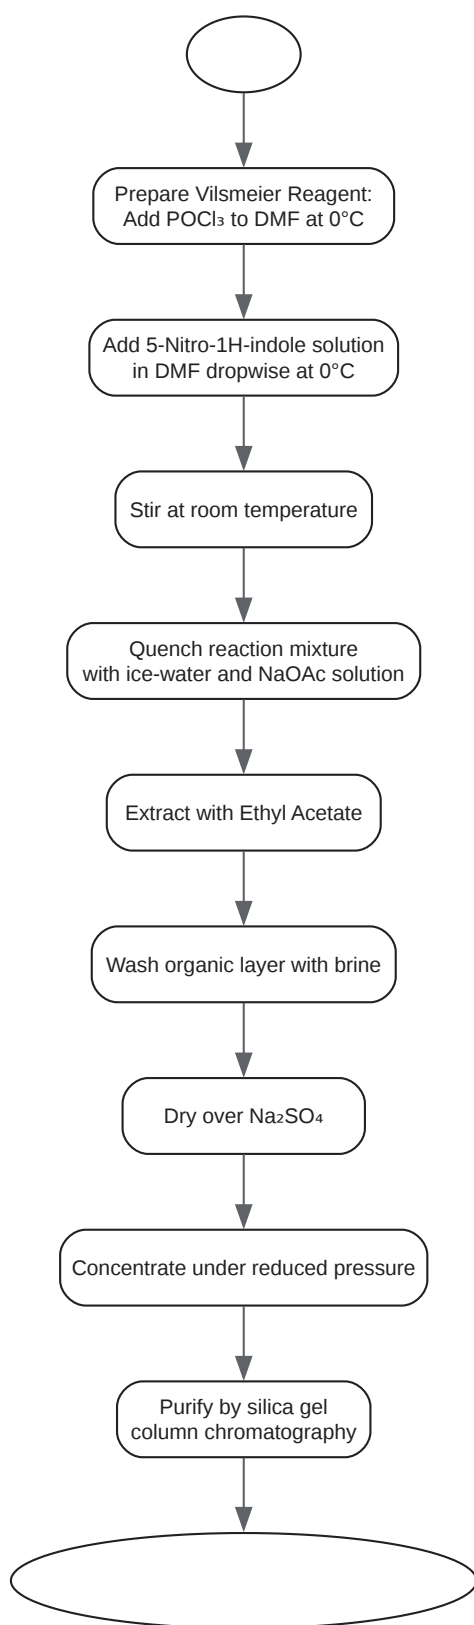 Prepare Vilsmeier Reagent:
Add POCl₃ to DMF at 0°C
Add 5-Nitro-1H-indole solution
in DMF dropwise at 0°C
Stir at room temperature
Quench reaction mixture
with ice-water and NaOAc solution
Extract with Ethyl Acetate
Wash organic layer with brine
Dry over Na₂SO₄
Concentrate under reduced pressure
Purify by silica gel
column chromatography